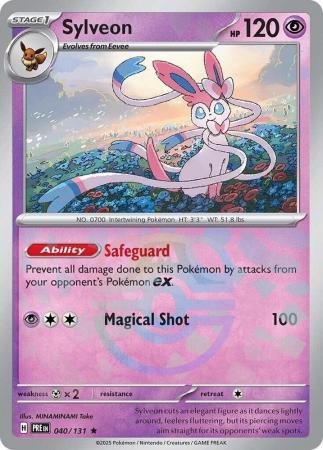 STAGE 1
Sylveon
HP 120
Evolves from Eevee
NO. 0700 Intertwining Pokémon HT: 3'3" WT: 51.8 lbs
Ability Safeguard
Prevent all damage done to this Pokémon by attacks from
your opponent's Pokémon ex.
Magical Shot 100
weakness ×2 resistance retreat
Illus. MINAMINAMI Take
Sylveon cuts an elegant figure as it dances lightly
around, feelers fluttering, but its piercing moves
aim straight for its opponents' weak spots.
H PRE EN 040/131 ★
©2025 Pokémon / Nintendo / Creatures / GAME FREAK